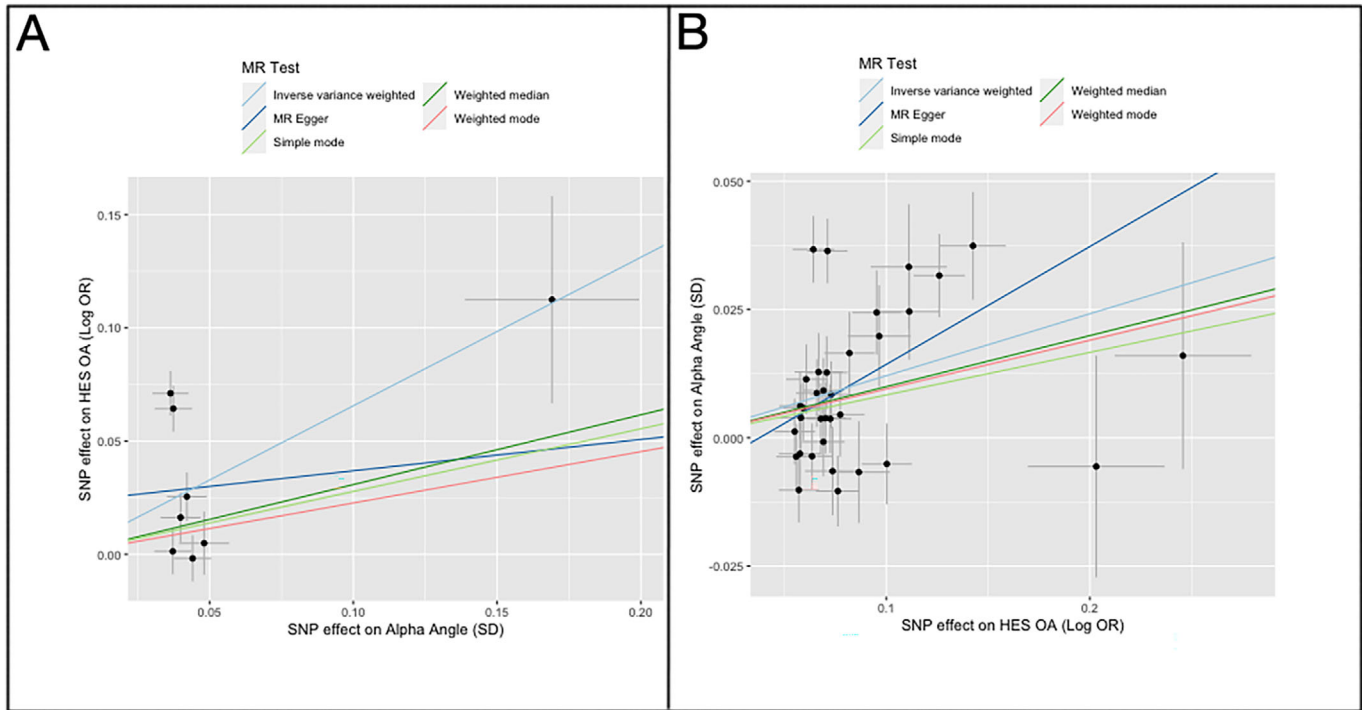 A
MR Test
Inverse variance weighted
Weighted median
MR Egger
Weighted mode
Simple mode
0.15
0.10
0.05
0.00
SNP effect on HES OA (Log OR)
0.05
0.10
0.15
0.20
SNP effect on Alpha Angle (SD)
B
MR Test
Inverse variance weighted
Weighted median
MR Egger
Weighted mode
Simple mode
0.050
0.025
0.000
-0.025
SNP effect on Alpha Angle (SD)
0.1
0.2
SNP effect on HES OA (Log OR)